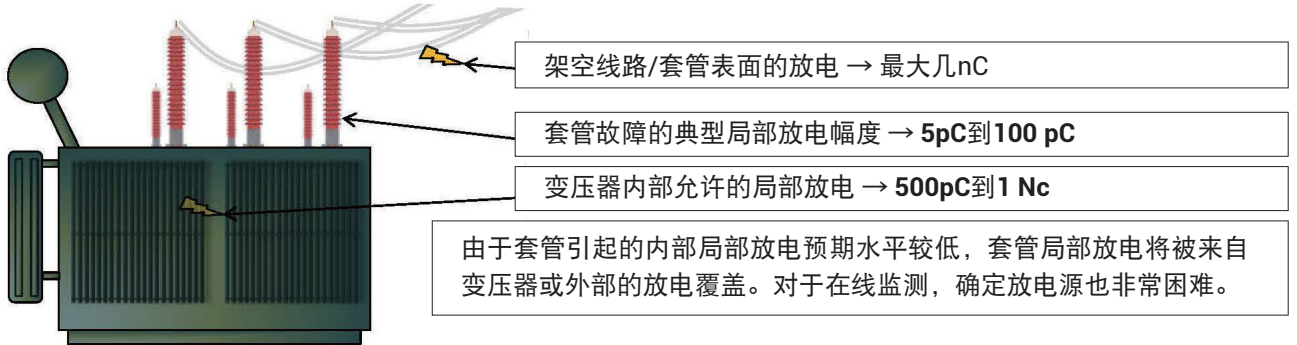 架空线路/套管表面的放电 → 最大几nC
套管故障的典型局部放电幅度 → 5pC到100 pC
变压器内部允许的局部放电 → 500pC到1 Nc
由于套管引起的内部局部放电预期水平较低，套管局部放电将被来自
变压器或外部的放电覆盖。对于在线监测，确定放电源也非常困难。